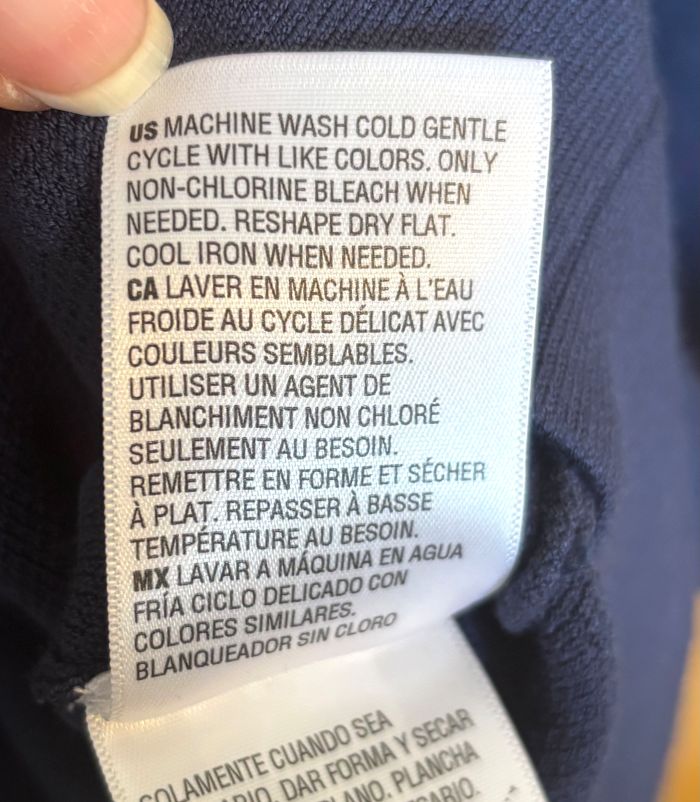 US MACHINE WASH COLD GENTLE
CYCLE WITH LIKE COLORS. ONLY
NON-CHLORINE BLEACH WHEN
NEEDED. RESHAPE DRY FLAT.
COOL IRON WHEN NEEDED.
CA LAVER EN MACHINE À L'EAU
FROIDE AU CYCLE DÉLICAT AVEC
COULEURS SEMBLABLES.
UTILISER UN AGENT DE
BLANCHIMENT NON CHLORÉ
SEULEMENT AU BESOIN.
REMETTRE EN FORME ET SÉCHER
À PLAT. REPASSER À BASSE
TEMPÉRATURE AU BESOIN.
MX LAVAR A MÁQUINA EN AGUA
FRÍA CICLO DELICADO CON
COLORES SIMILARES.
BLANQUEADOR SIN CLORO
SOLAMENTE CUANDO SEA
DAR FORMA Y SECAR
PLANCHA